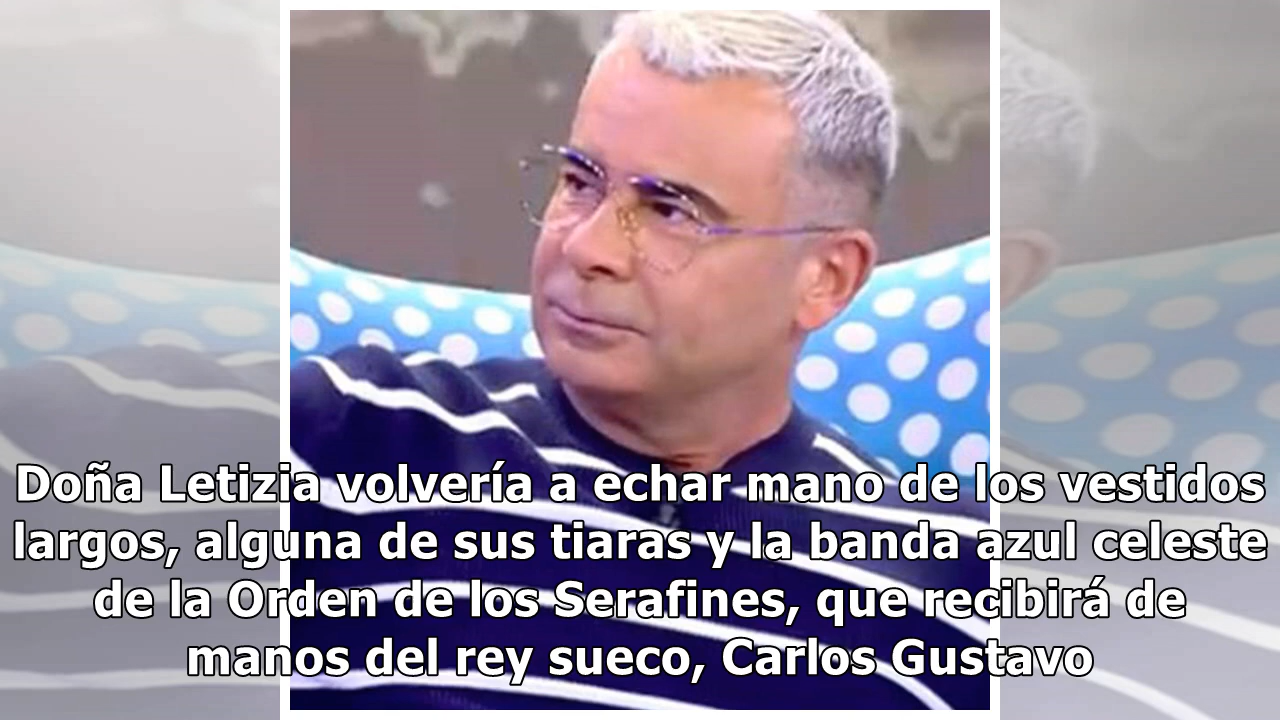 Doña Letizia volvería a echar mano de los vestidos
largos, alguna de sus tiaras y la banda azul celeste
de la Orden de los Serafines, que recibirá de
manos del rey sueco, Carlos Gustavo